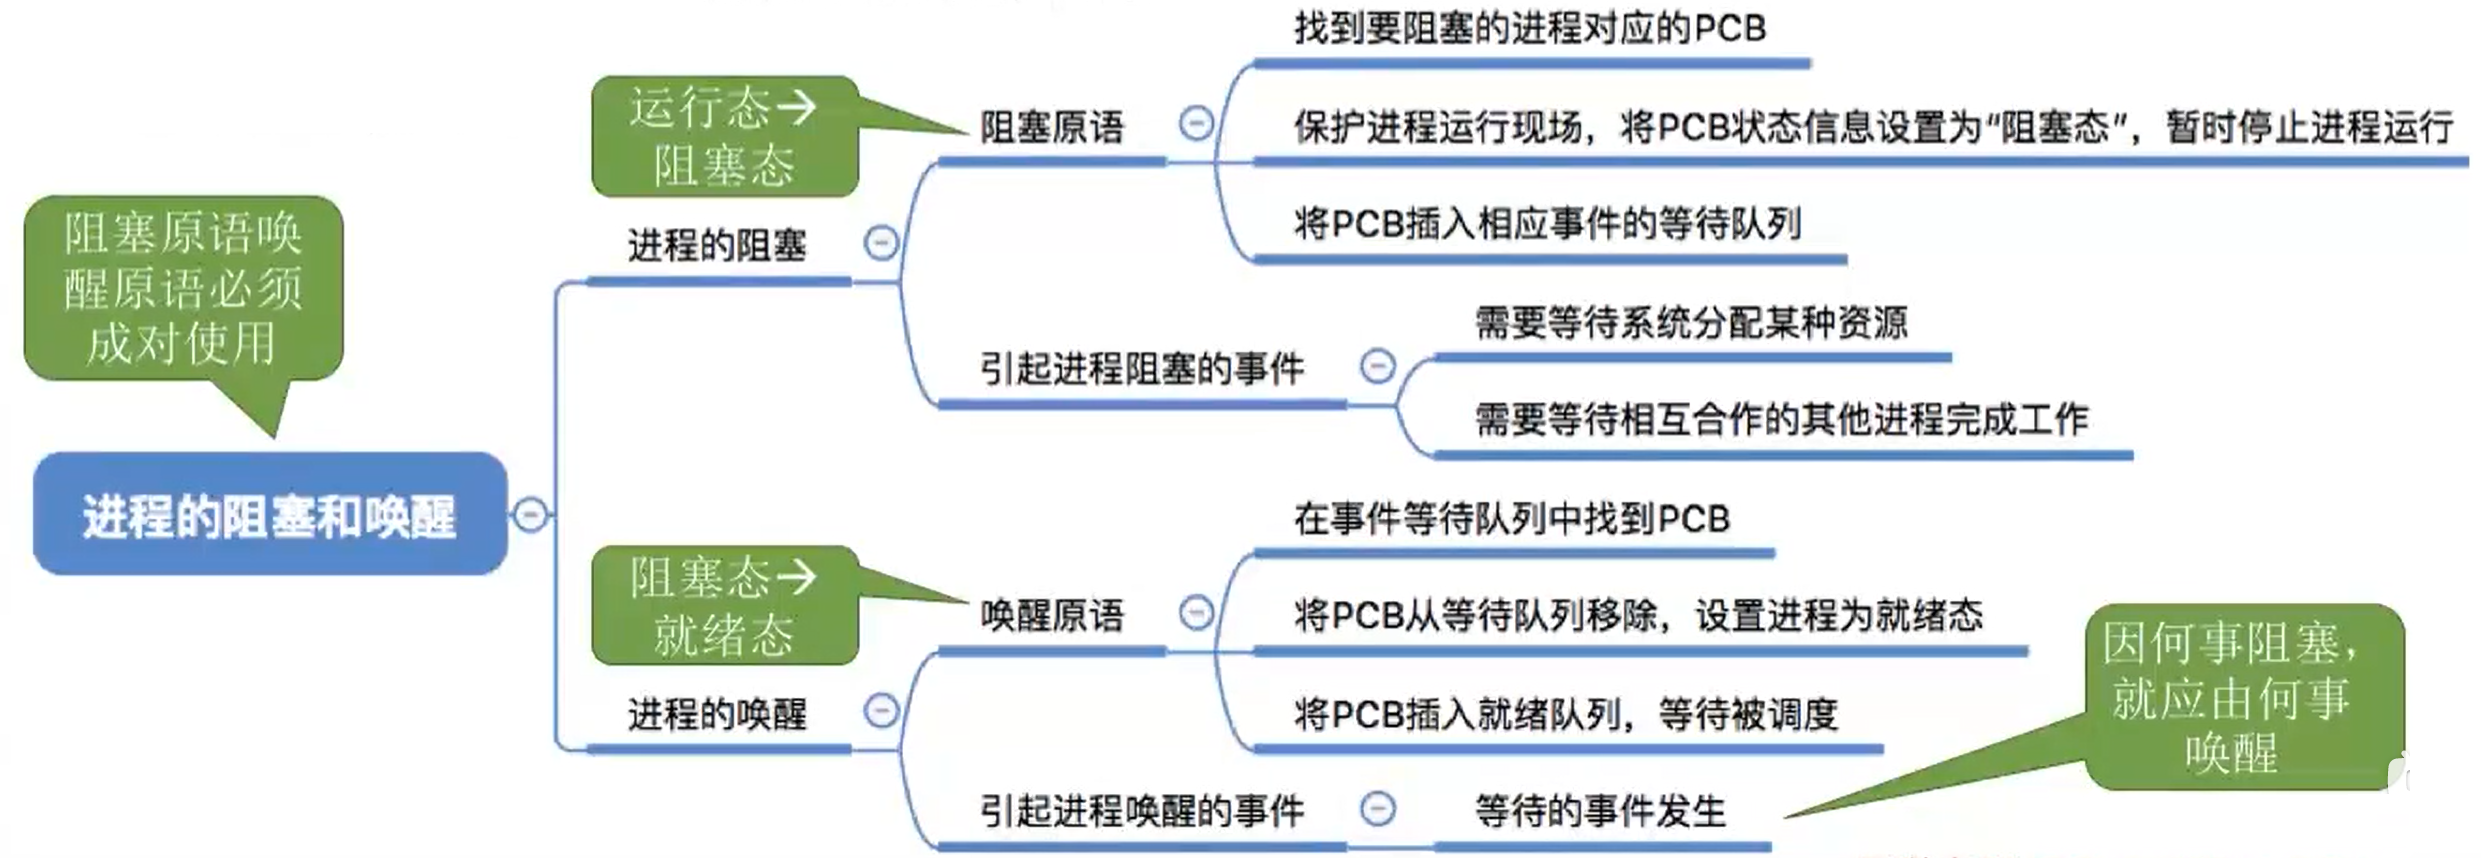 找到要阻塞的进程对应的PCB
运行态→
阻塞态
阻塞原语
保护进程运行现场，将PCB状态信息设置为“阻塞态”，暂时停止进程运行
将PCB插入相应事件的等待队列
阻塞原语唤
醒原语必须
成对使用
进程的阻塞
引起进程阻塞的事件
需要等待系统分配某种资源
需要等待相互合作的其他进程完成工作
进程的阻塞和唤醒
阻塞态→
就绪态
唤醒原语
在事件等待队列中找到PCB
将PCB从等待队列移除，设置进程为就绪态
将PCB插入就绪队列，等待被调度
进程的唤醒
引起进程唤醒的事件
等待的事件发生
因何事阻塞，
就应由何事
唤醒